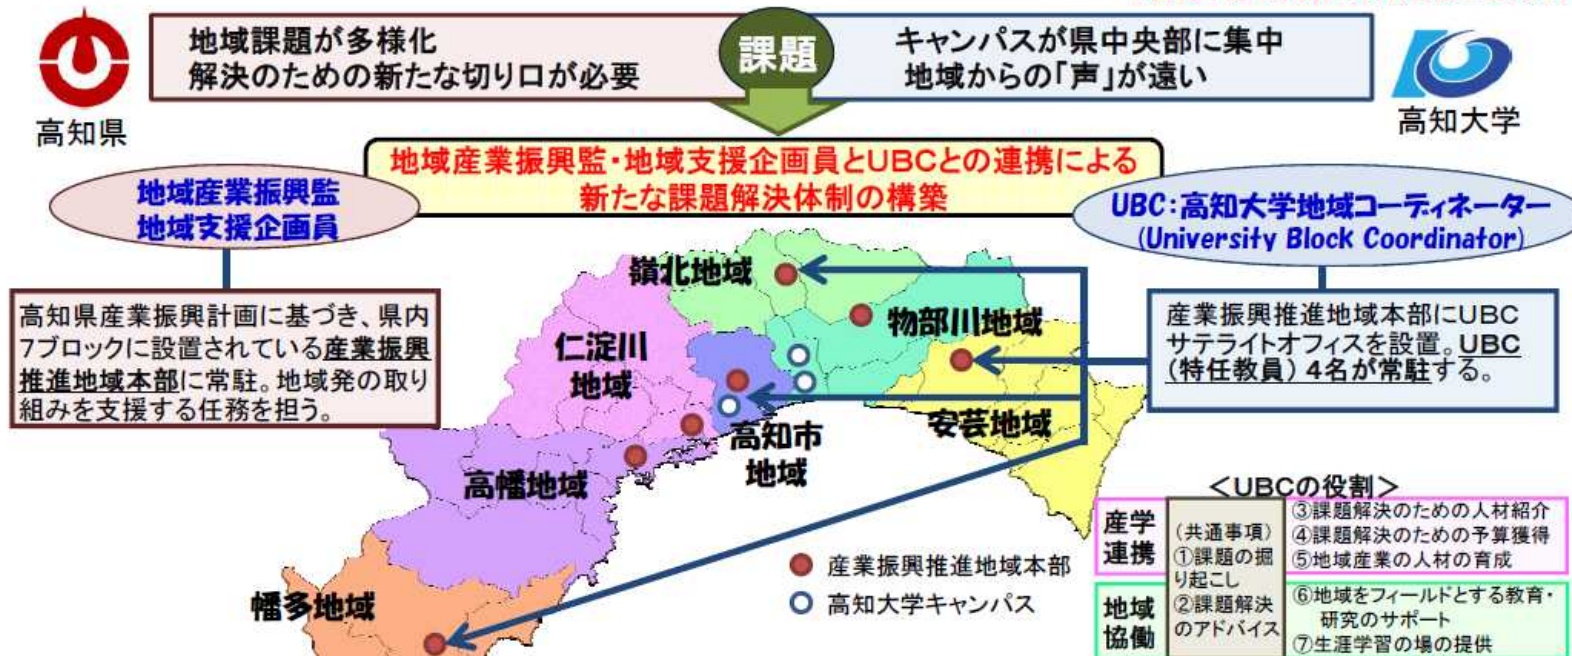 地域課題が多様化
解決のための新たな切り口が必要
課題
キャンパスが県中央部に集中
地域からの「声」が遠い
高知県
高知大学
地域産業振興監・地域支援企画員とUBCとの連携による
新たな課題解決体制の構築
地域産業振興監
地域支援企画員
UBC:高知大学地域コーディネーター
(University Block Coordinator)
高知県産業振興計画に基づき、県内
7ブロックに設置されている産業振興
推進地域本部に常駐。地域発の取り
組みを支援する任務を担う。
産業振興推進地域本部にUBC
サテライトオフィスを設置。UBC
(特任教員)4名が常駐する。
嶺北地域
物部川地域
仁淀川
地域
安芸地域
高知市
地域
高幡地域
幡多地域
産業振興推進地域本部
高知大学キャンパス
<UBCの役割>
産学
連携
(共通事項)
①課題の掘
り起こし
②課題解決
のアドバイス
③課題解決のための人材紹介
④課題解決のための予算獲得
⑤地域産業の人材の育成
地域
協働
⑥地域をフィールドとする教育・
研究のサポート
⑦生涯学習の場の提供